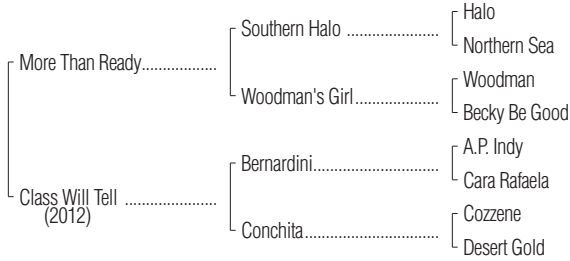 Halo
Southern Halo ....................
Northern Sea
More Than Ready..................
Woodman
Woodman's Girl..................
Becky Be Good
A.P. Indy
Bernardini...........................
Cara Rafaela
Class Will Tell ....................
(2012)
Cozzene
Conchita.............................
Desert Gold